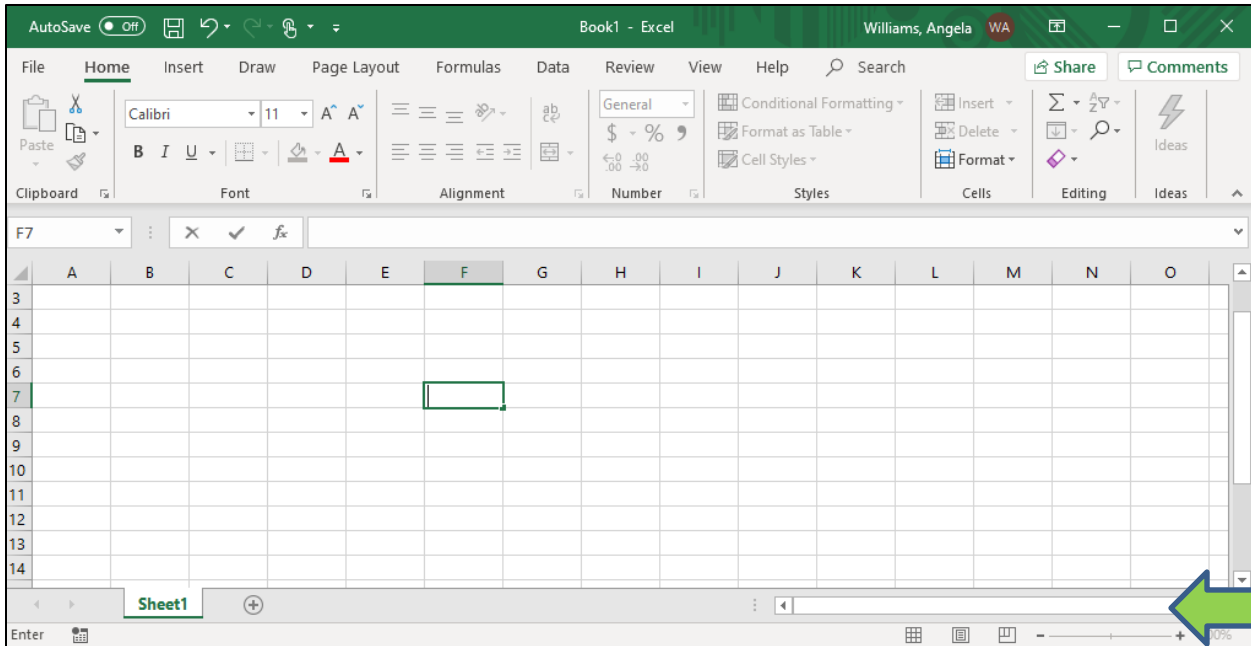 AutoSave Off Book1 - Excel Williams, Angela WA
File Home Insert Draw Page Layout Formulas Data Review View Help Search Share Comments
Calibri 11 A A ab General Conditional Formatting Insert
Paste $ % 9 Format as Table Delete Ideas
B I U A Cell Styles Format
Clipboard Font Alignment Number Styles Cells Editing Ideas
F7 fx
A B C D E F G H I J K L M N O
3
4
5
6
7
8
9
10
11
12
13
14
Sheet1
Enter